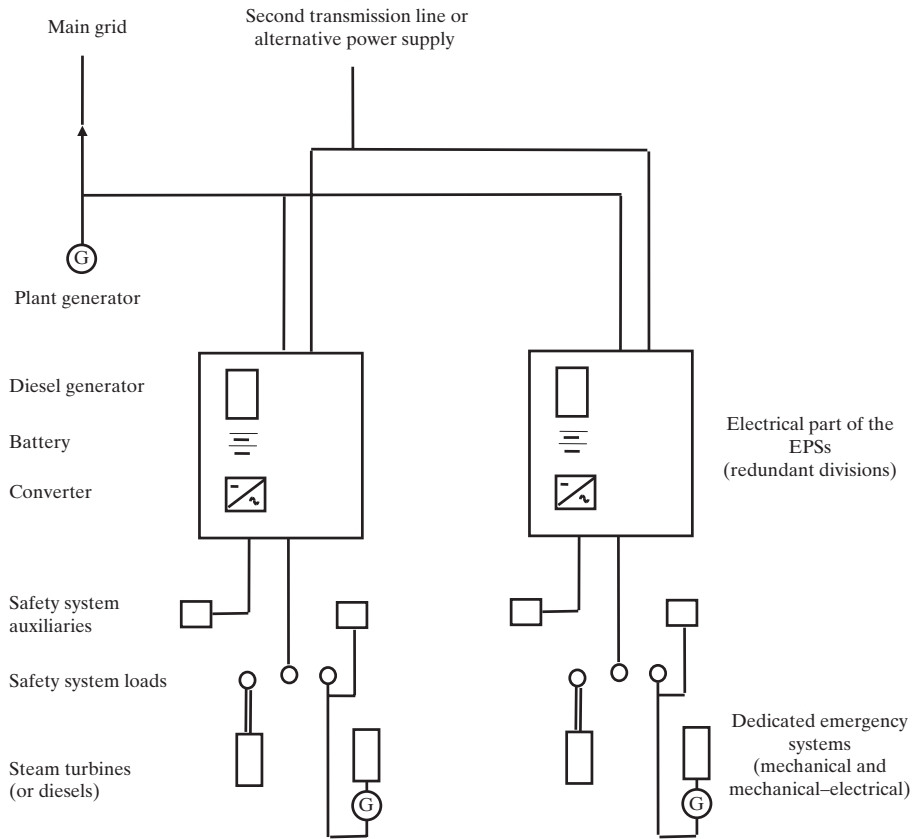 Main grid
Second transmission line or
alternative power supply
G
Plant generator
Diesel generator
Battery
Converter
Electrical part of the
EPSs
(redundant divisions)
Safety system
auxiliaries
Safety system loads
Steam turbines
(or diesels)
G
G
Dedicated emergency
systems
(mechanical and
mechanical–electrical)